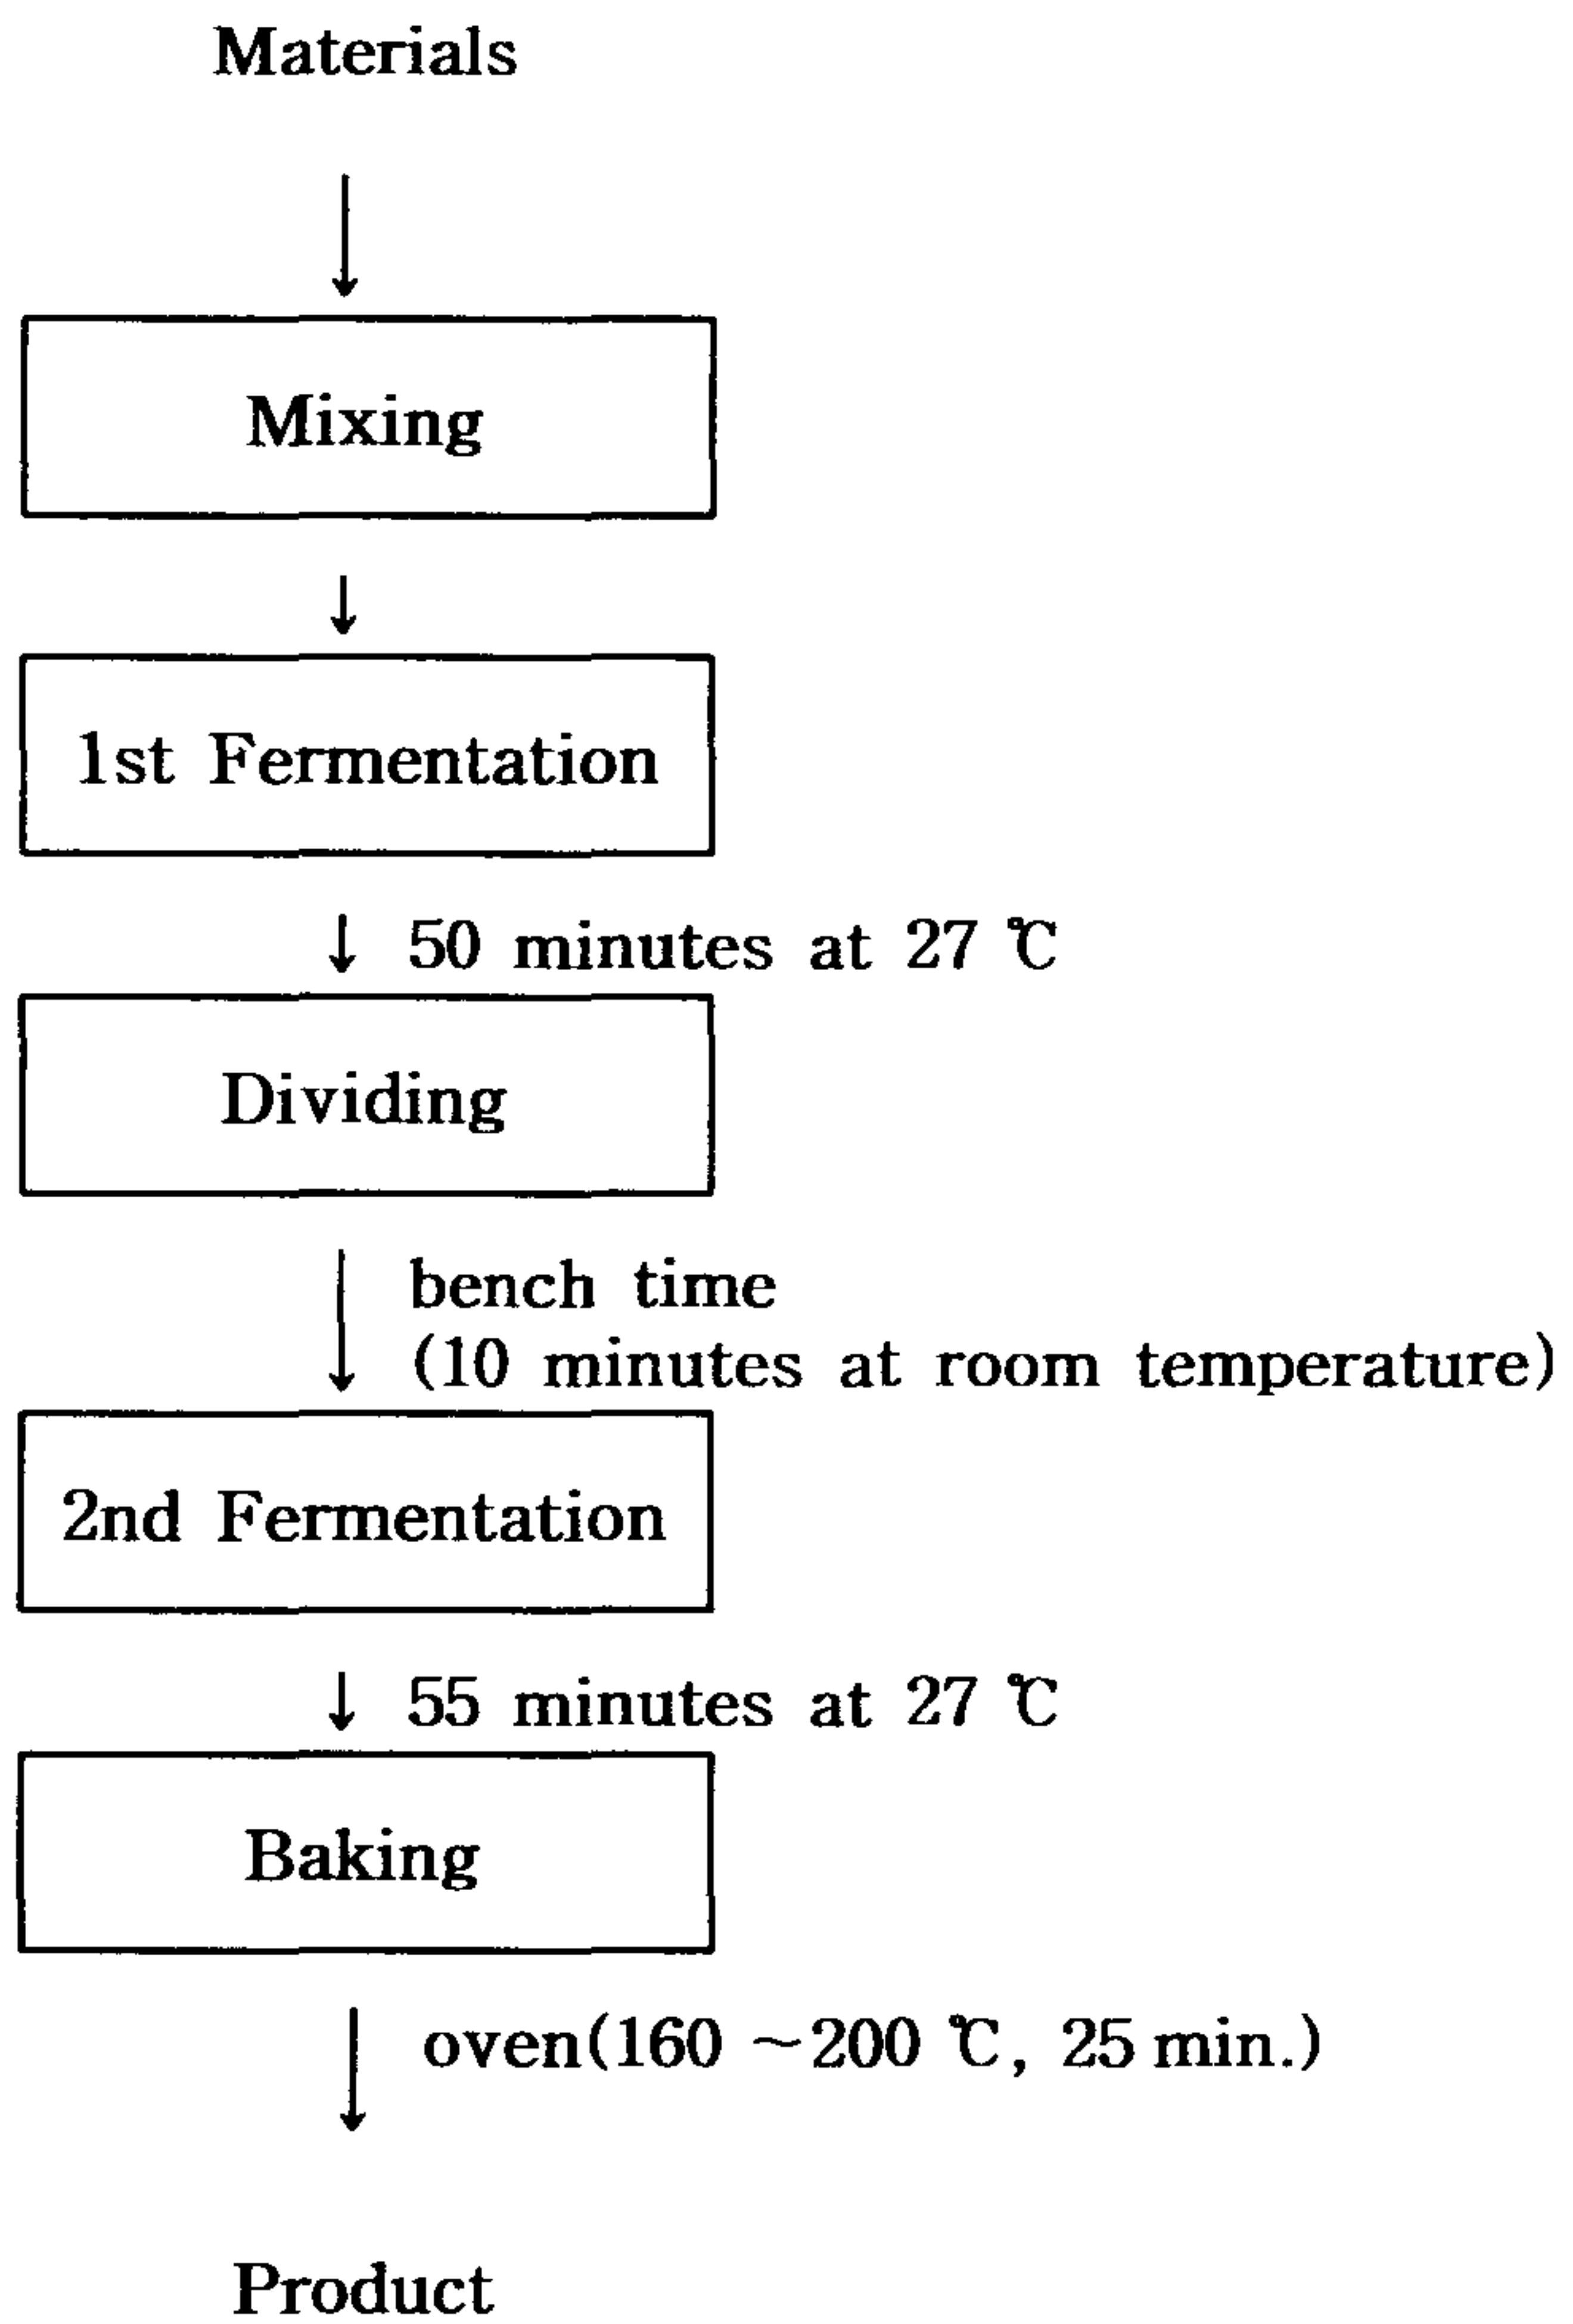 Materials
Mixing
1st Fermentation
50 minutes at 27 ℃
Dividing
bench time
(10 minutes at room temperature)
2nd Fermentation
55 minutes at 27 ℃
Baking
oven(160 ~200 ℃, 25 min.)
Product